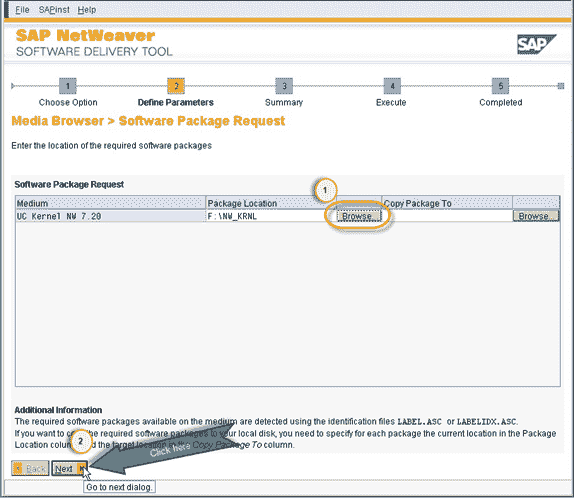 File SAPinst Help
SAP NetWeaver
SOFTWARE DELIVERY TOOL
SAP
1 2 3 4 5
Choose Option Define Parameters Summary Execute Completed
Media Browser > Software Package Request
Enter the location of the required software packages
1
Software Package Request
Medium Package Location Copy Package To
UC Kernel NW 7.20 F:\NW_KRNL Browse... Browse...
Additional Information
The required software packages available on the medium are detected using the identification files LABEL.ASC or LABELIDX.ASC.
If you want to the required software packages to your local disk, you need to specify for each package the current location in the Package
Location the target location in the Copy Package To column.
2
Click here
Back Next
Go to next dialog.